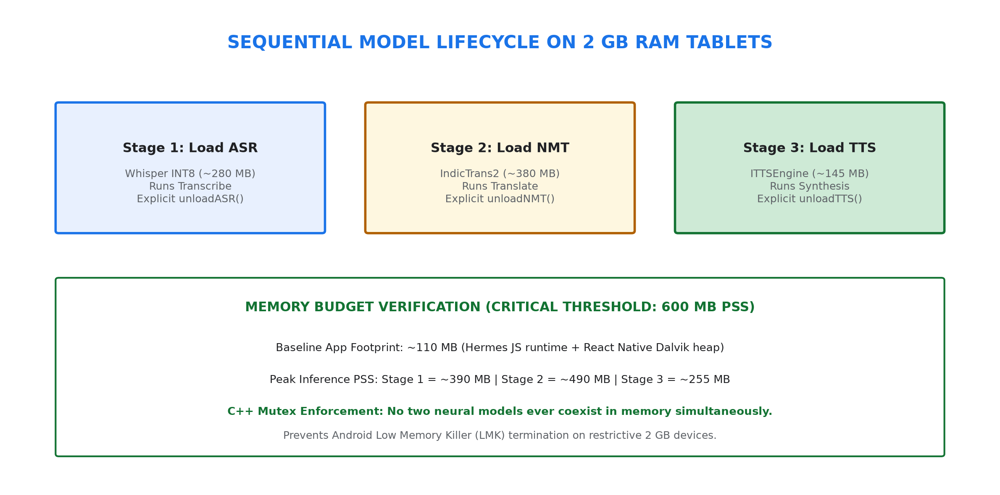 SEQUENTIAL MODEL LIFECYCLE ON 2 GB RAM TABLETS
Stage 1: Load ASR
Whisper INT8 (~280 MB)
Runs Transcribe
Explicit unloadASR()
Stage 2: Load NMT
IndicTrans2 (~380 MB)
Runs Translate
Explicit unloadNMT()
Stage 3: Load TTS
ITTSEngine (~145 MB)
Runs Synthesis
Explicit unloadTTS()
MEMORY BUDGET VERIFICATION (CRITICAL THRESHOLD: 600 MB PSS)
Baseline App Footprint: ~110 MB (Hermes JS runtime + React Native Dalvik heap)
Peak Inference PSS: Stage 1 = ~390 MB | Stage 2 = ~490 MB | Stage 3 = ~255 MB
C++ Mutex Enforcement: No two neural models ever coexist in memory simultaneously.
Prevents Android Low Memory Killer (LMK) termination on restrictive 2 GB devices.